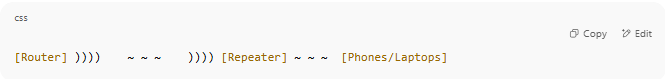 css
Copy Edit
[Router] ))))    ~ ~ ~    )))) [Repeater] ~ ~ ~  [Phones/Laptops]